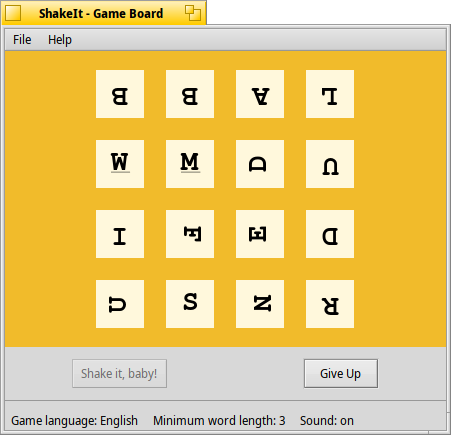 ShakeIt - Game Board
File Help
B B A L
W M D U
I F E D
U S N R
Shake it, baby! Give Up
Game language: English Minimum word length: 3 Sound: on